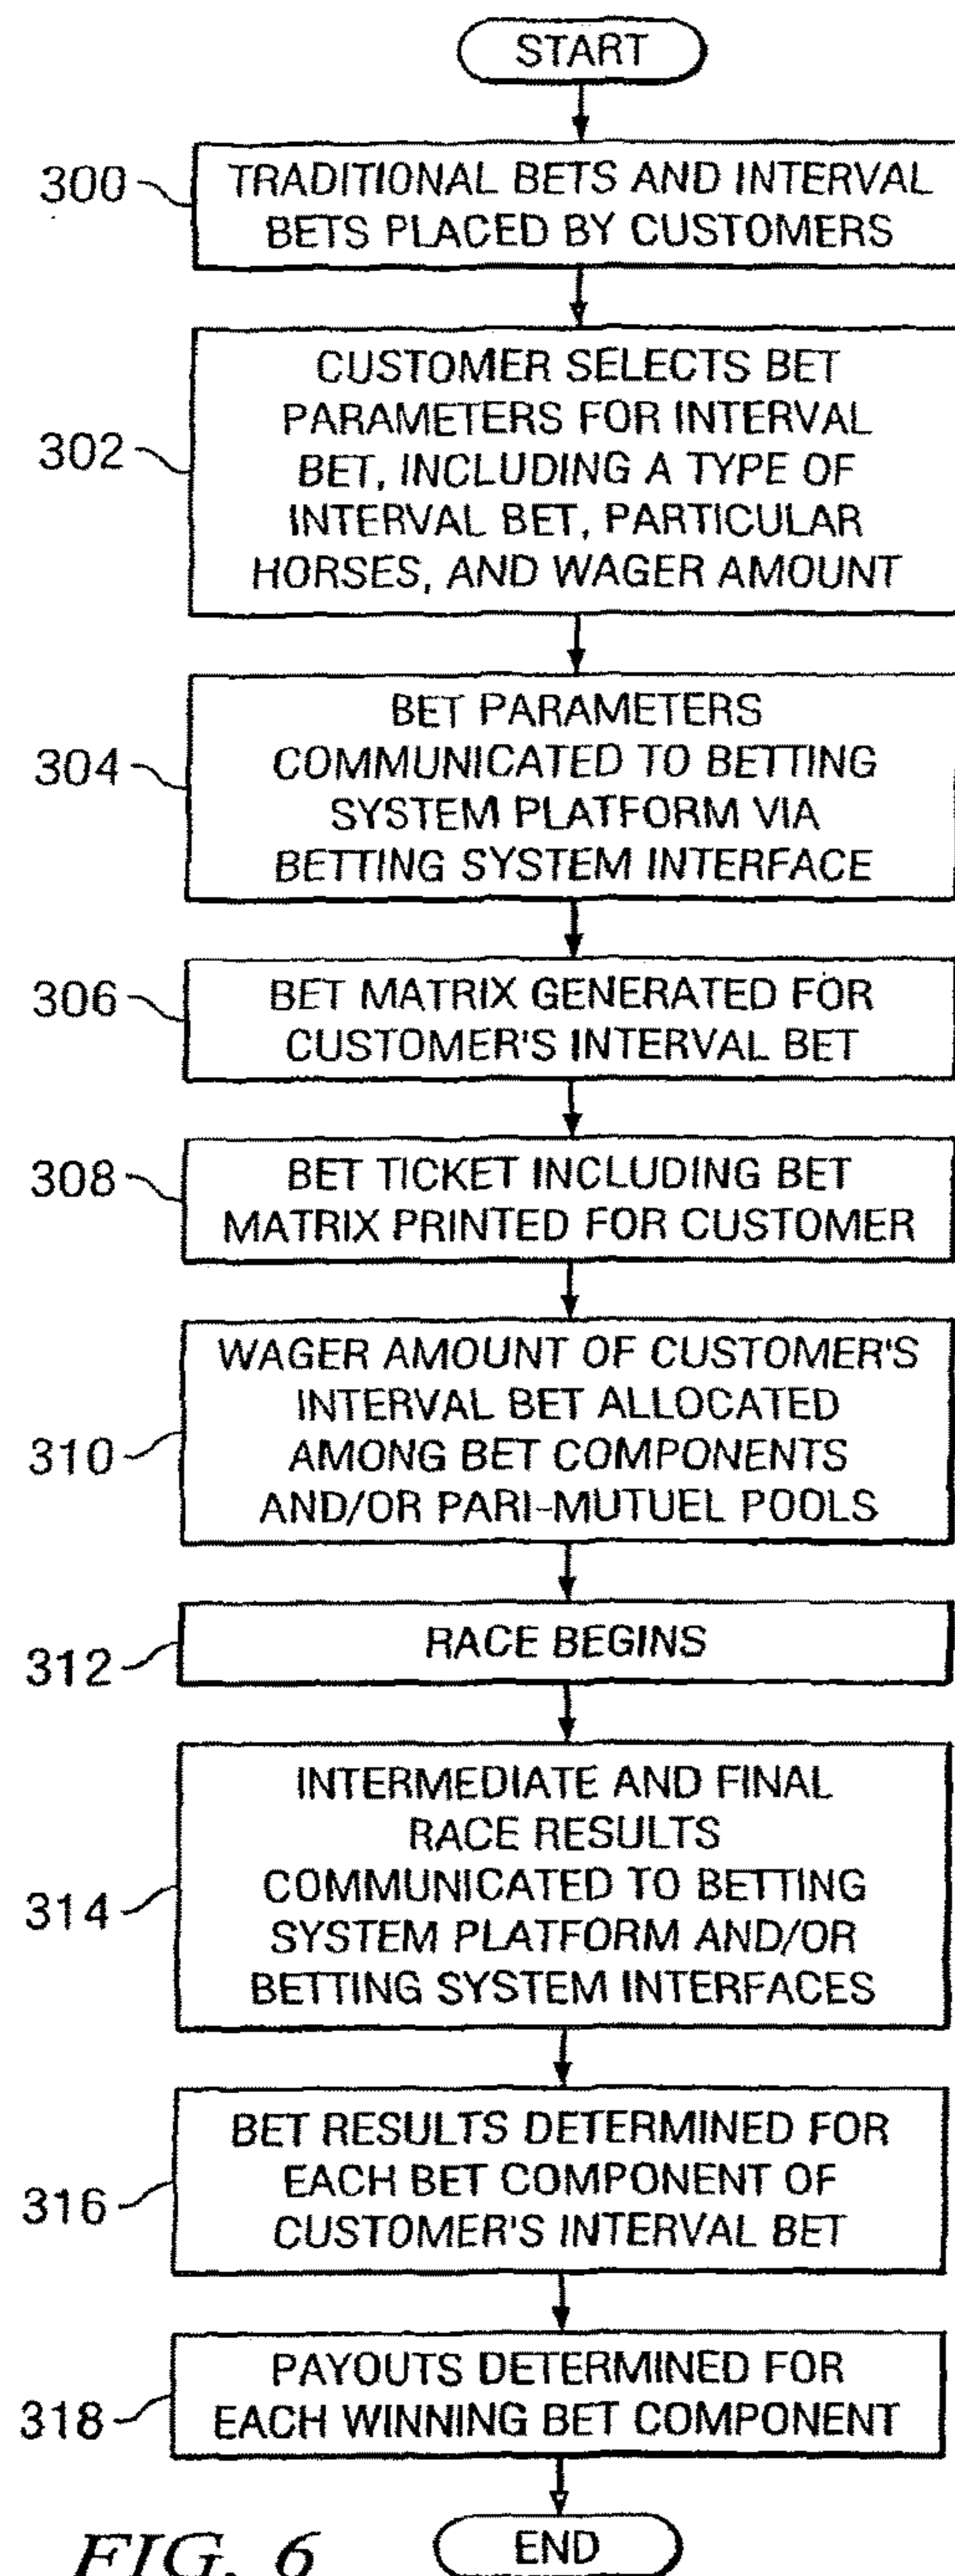 START
300
TRADITIONAL BETS AND INTERVAL
BETS PLACED BY CUSTOMERS
302
CUSTOMER SELECTS BET
PARAMETERS FOR INTERVAL
BET, INCLUDING A TYPE OF
INTERVAL BET, PARTICULAR
HORSES, AND WAGER AMOUNT
304
BET PARAMETERS
COMMUNICATED TO BETTING
SYSTEM PLATFORM VIA
BETTING SYSTEM INTERFACE
306
BET MATRIX GENERATED FOR
CUSTOMER'S INTERVAL BET
308
BET TICKET INCLUDING BET
MATRIX PRINTED FOR CUSTOMER
310
WAGER AMOUNT OF CUSTOMER'S
INTERVAL BET ALLOCATED
AMONG BET COMPONENTS
AND/OR PARI-MUTUEL POOLS
312
RACE BEGINS
314
INTERMEDIATE AND FINAL
RACE RESULTS
COMMUNICATED TO BETTING
SYSTEM PLATFORM AND/OR
BETTING SYSTEM INTERFACES
316
BET RESULTS DETERMINED FOR
EACH BET COMPONENT OF
CUSTOMER'S INTERVAL BET
318
PAYOUTS DETERMINED FOR
EACH WINNING BET COMPONENT
END
FIG. 6